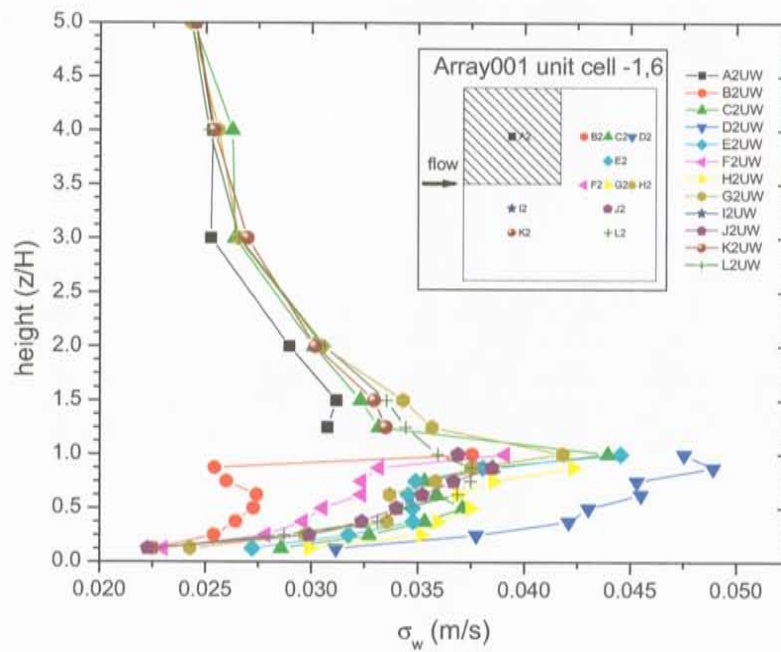 5.0
4.5
4.0
3.5
3.0
2.5
2.0
1.5
1.0
0.5
0.0
height (z/H)
0.020 0.025 0.030 0.035 0.040 0.045 0.050
σw (m/s)
Array001 unit cell -1,6
flow
A2 B2 C2 D2
E2
F2 G2 H2
I2 J2
K2 L2
A2UW
B2UW
C2UW
D2UW
E2UW
F2UW
H2UW
G2UW
I2UW
J2UW
K2UW
L2UW